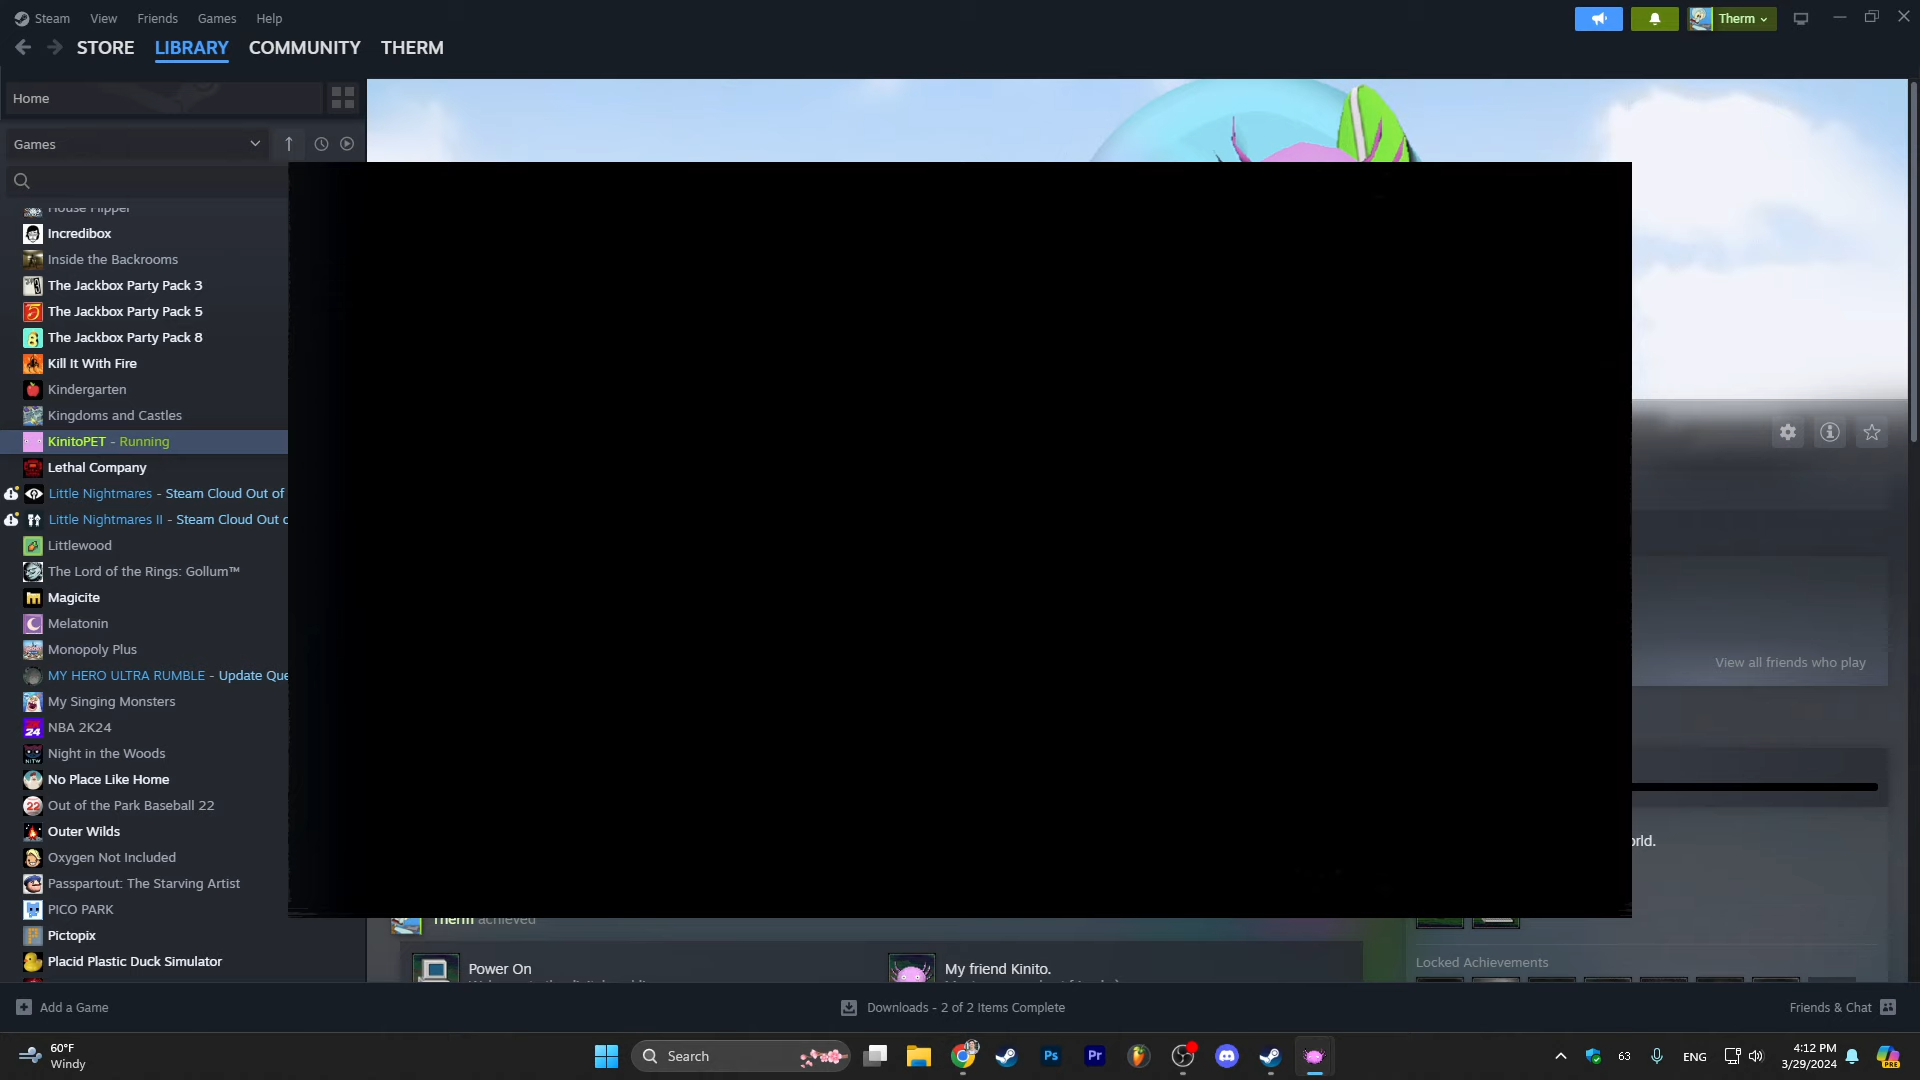 Steam View Friends Games Help
Therm
STORE LIBRARY COMMUNITY THERM
Home
Games
House Flipper
Incredibox
Inside the Backrooms
The Jackbox Party Pack 3
The Jackbox Party Pack 5
The Jackbox Party Pack 8
Kill It With Fire
Kindergarten
Kingdoms and Castles
KinitoPET - Running
Lethal Company
Little Nightmares - Steam Cloud Out of
Little Nightmares II - Steam Cloud Out
Littlewood
The Lord of the Rings: Gollum™
Magicite
Melatonin
Monopoly Plus
View all friends who play
MY HERO ULTRA RUMBLE - Update Que
My Singing Monsters
NBA 2K24
Night in the Woods
No Place Like Home
Out of the Park Baseball 22
Outer Wilds
orld.
Oxygen Not Included
Passpartout: The Starving Artist
PICO PARK
Therm achieved
Pictopix
Placid Plastic Duck Simulator
Locked Achievements
Power On
My friend Kinito.
Add a Game
Downloads - 2 of 2 Items Complete
Friends & Chat
60°F
Windy
Search
Ps
Pr
63
ENG
4:12 PM
3/29/2024